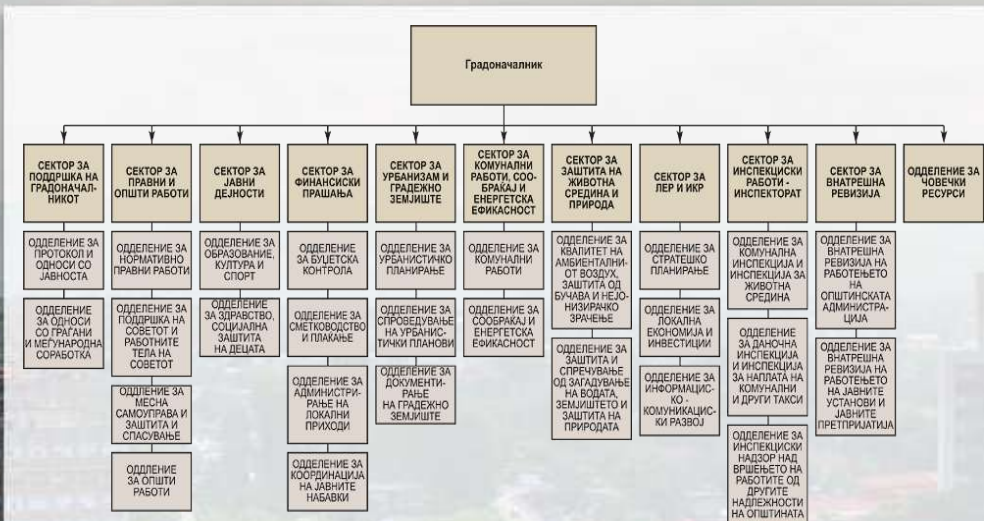 Градоначалник
СЕКТОР ЗА
ПОДДРШКА НА
ГРАДОНАЧАЛ-
НИКОТ
ОДДЕЛЕНИЕ ЗА
ПРОТОКОЛ И
ОДНОСИ СО
ЈАВНОСТА
ОДДЕЛЕНИЕ
ЗА ОДНОСИ
СО ГРАЃАНИ
И МЕЃУНАРОДНА
СОРАБОТКА
СЕКТОР ЗА
ПРАВНИ И
ОПШТИ РАБОТИ
ОДДЕЛЕНИЕ ЗА
НОРМАТИВНО
ПРАВНИ РАБОТИ
ОДДЕЛЕНИЕ ЗА
ПОДДРШКА НА
СОВЕТОТ И
РАБОТНИТЕ
ТЕЛА НА
СОВЕТОТ
ОДДЛЕНИЕ ЗА
МЕСНА
САМОУПРАВА И
ЗАШТИТА И
СПАСУВАЊЕ
ОДДЛЕНИЕ
ЗА ОПШТИ
РАБОТИ
СЕКТОР ЗА
ЈАВНИ
ДЕЈНОСТИ
ОДДЕЛЕНИЕ ЗА
ОБРАЗОВАНИЕ,
КУЛТУРА И
СПОРТ
ОДДЕЛЕНИЕ
ЗА ЗДРАВСТВО,
СОЦИЈАЛНА
ЗАШТИТА
НА ДЕЦАТА
СЕКТОР ЗА
ФИНАНСИСКИ
ПРАШАЊА
ОДДЕЛЕНИЕ
ЗА БУЏЕТСКА
КОНТРОЛА
ОДДЕЛЕНИЕ ЗА
СМЕТКОВОДСТВО
И ПЛАКАЊЕ
ОДДЕЛЕНИЕ ЗА
АДМИНИСТРИ-
РАЊЕ НА
ЛОКАЛНИ
ПРИХОДИ
ОДДЕЛЕНИЕ ЗА
КООРДИНАЦИЈА
НА ЈАВНИТЕ
НАБАВКИ
СЕКТОР ЗА
УРБАНИЗАМ И
ГРАДЕЖНО
ЗЕМЈИШТЕ
ОДДЕЛЕНИЕ ЗА
УРБАНИСТИЧКО
ПЛАНИРАЊЕ
ОДДЕЛЕНИЕ ЗА
СПРОВЕДУВАЊЕ
НА УРБАНИС-
ТИЧКИ ПЛАНОВИ
ОДДЕЛЕНИЕ ЗА
ДОКУМЕНТИ-
РАЊЕ
НА ГРАДЕЖНО
ЗЕМЈИШТЕ
СЕКТОР ЗА
КОМУНАЛНИ
РАБОТИ, СОО-
БРАЌАЈ И
ЕНЕРГЕТСКА
ЕФИКАСНОСТ
ОДДЕЛЕНИЕ ЗА
КОМУНАЛНИ
РАБОТИ
ОДДЕЛЕНИЕ ЗА
СООБРАКАЈ И
ЕНЕРГЕТСКА
ЕФИКАСНОСТ
СЕКТОР ЗА
ЗАШТИТА НА
ЖИВОТНА
СРЕДИНА И
ПРИРОДА
ОДДЕЛЕНИЕ ЗА
КВАЛИТЕТ НА
АМБИЕНТАЛНИ-
ОТ ВОЗДУХ,
ЗАШТИТА ОД
БУЧАВА И НЕЈО-
НИЗИРАЧКО
ЗРАЧЕЊЕ
ОДДЕЛЕНИЕ ЗА
ЗАШТИТА И
СПРЕЧУВАЊЕ
ОД ЗАГАДУВАЊЕ
НА ВОДАТА,
ЗЕМЈИШТЕТО И
ЗАШТИТА НА
ПРИРОДАТА
СЕКТОР
ЗА ЛЕР И ИКР
ОДДЕЛЕНИЕ ЗА
СТРАТЕШКО
ПЛАНИРАЊЕ
ОДДЕЛЕНИЕ ЗА
ЛОКАЛНА
ЕКОНОМИЈА И
ИНВЕСТИЦИИ
ОДДЕЛЕНИЕ ЗА
ИНФОРМАЦИС-
КО -
КОМУНИКАЦИС-
КИ РАЗВОЈ
СЕКТОР ЗА
ИНСПЕКЦИСКИ
РАБОТИ -
ИНСПЕКТОРАТ
ОДДЕЛЕНИЕ ЗА
КОМУНАЛНА
ИНСПЕКЦИЈА И
ИНСПЕКЦИЈА ЗА
ЖИВОТНА
СРЕДИНА
ОДДЕЛЕНИЕ
ЗА ДАНОЧНА
ИНСПЕКЦИЈА
И ИНСПЕКЦИЈА
ЗА НАПЛАТА НА
КОМУНАЛНИ
И ДРУГИ ТАКСИ
ОДДЕЛЕНИЕ ЗА
ИНСПЕКЦИСКИ
НАДЗОР НАД
ВРШЕЊЕТО НА
РАБОТИТЕ ОД
ДРУГИТЕ
НАДЛЕЖНОСТИ
НА ОПШТИНАТА
СЕКТОР ЗА
ВНАТРЕШНА
РЕВИЗИЈА
ОДДЕЛЕНИЕ ЗА
ВНАТРЕШНА
РЕВИЗИЈА НА
РАБОТЕЊЕТО
НА
ОПШТИНСКАТА
АДМИНИСТРА-
ЦИЈА
ОДДЕЛЕНИЕ ЗА
ВНАТРЕШНА
РЕВИЗИЈА НА
РАБОТЕЊЕТО
НА ЈАВНИТЕ
УСТАНОВИ И
ЈАВНИТЕ
ПРЕТПРИЈАТИЈА
ОДДЕЛЕНИЕ ЗА
ЧОВЕЧКИ
РЕСУРСИ